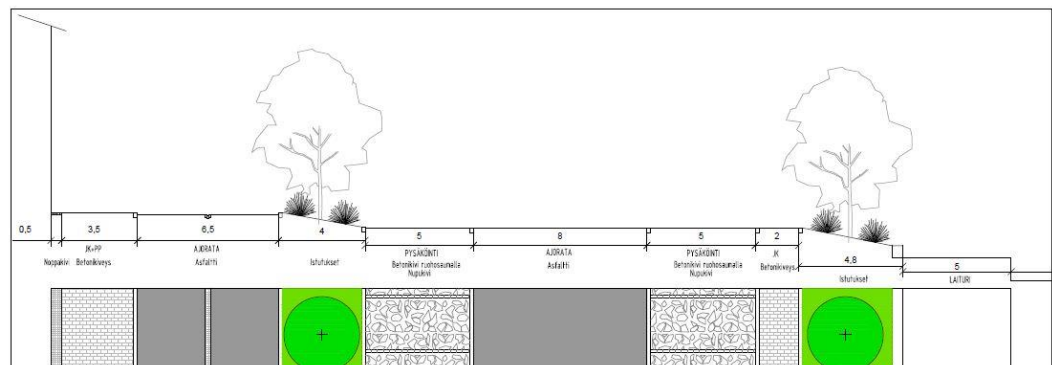 0,5 3,5 6,5 4 5 8 5 2
JK+PP AJORATA PYSÄKÖINTI AJORATA PYSÄKÖINTI JK 4,8 5
Noppakivi Betonikiveys Asfaltti Istutukset Betonikivi ruohosaumalla Asfaltti Betonikivi ruohosaumalla Betonikiveys
Nupukivi Nupukivi Istutukset LAITURI